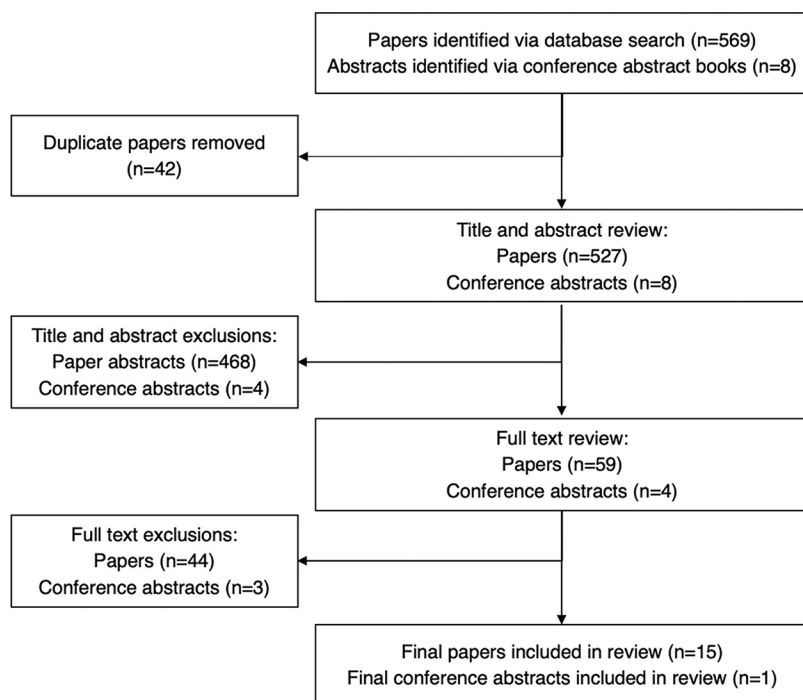 Papers identified via database search (n=569)
Abstracts identified via conference abstract books (n=8)
Duplicate papers removed
(n=42)
Title and abstract review:
Papers (n=527)
Conference abstracts (n=8)
Title and abstract exclusions:
Paper abstracts (n=468)
Conference abstracts (n=4)
Full text review:
Papers (n=59)
Conference abstracts (n=4)
Full text exclusions:
Papers (n=44)
Conference abstracts (n=3)
Final papers included in review (n=15)
Final conference abstracts included in review (n=1)